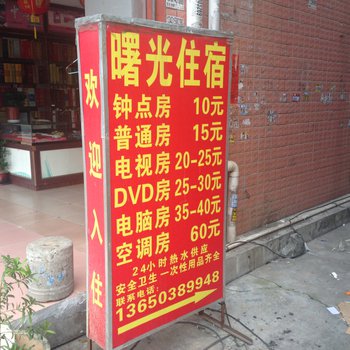 曙光住宿
钟点房 10元
普通房 15元
电视房 20-25元
DVD房 25-30元
电脑房 35-40元
空调房 60元
24小时热水供应
安全卫生 一次性用品齐全
联系电话:
13650389948
欢迎入住